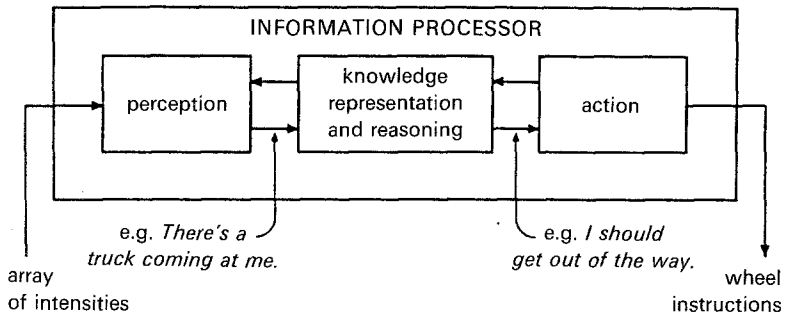 INFORMATION PROCESSOR
perception
knowledge
representation
and reasoning
action
e.g. There's a
truck coming at me.
e.g. I should
get out of the way.
array
of intensities
wheel
instructions